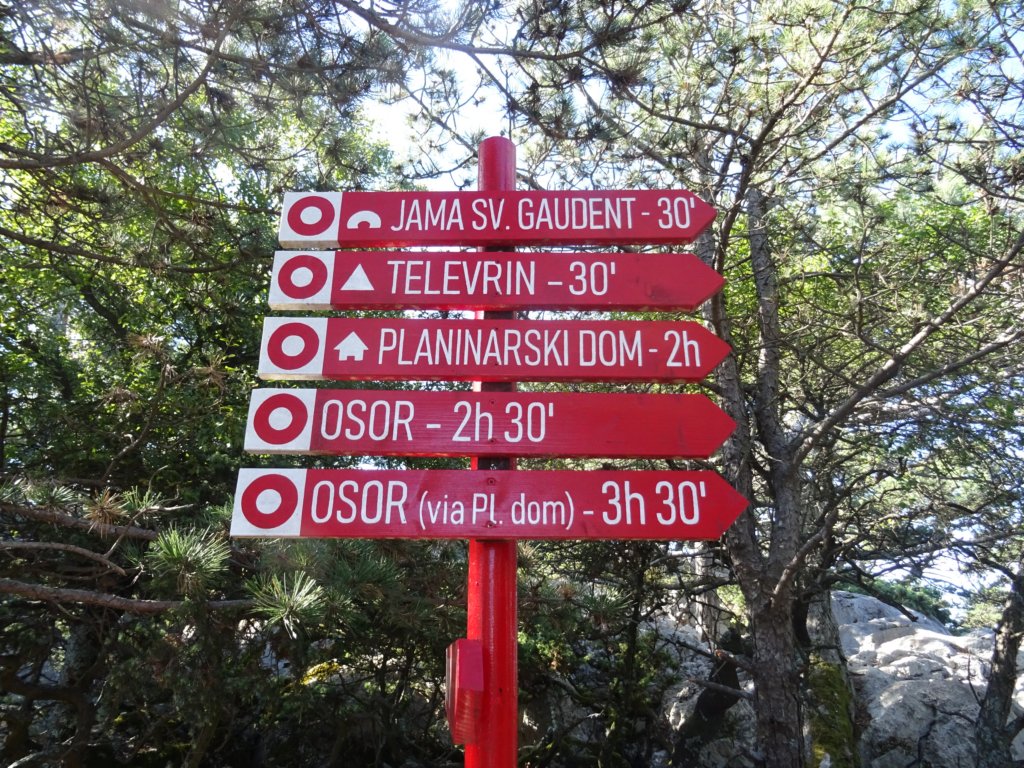 JAMA SV. GAUDENT - 30'
TELEVRIN - 30'
PLANINARSKI DOM - 2h
OSOR - 2h 30'
OSOR (via Pl. dom) - 3h 30'